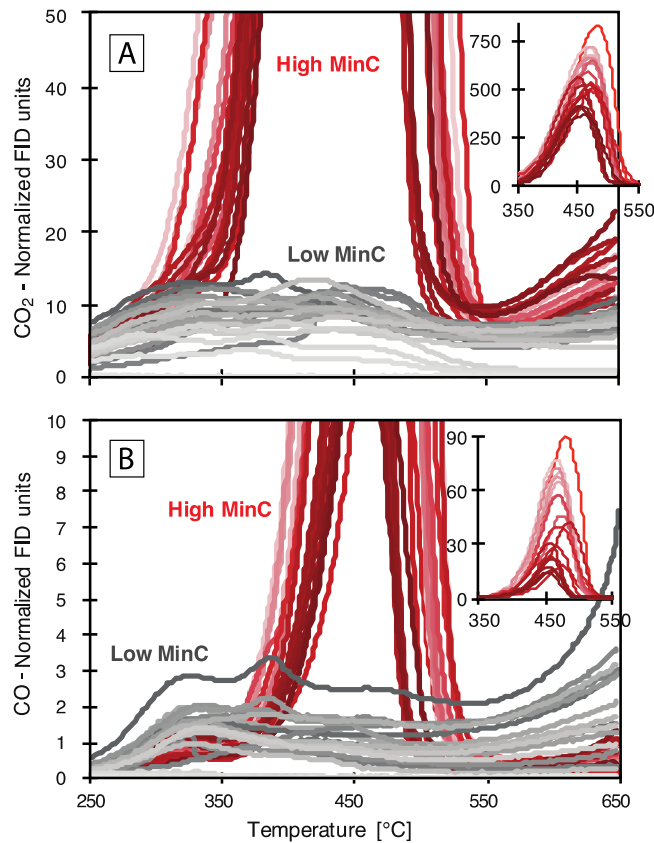 50
40
30
20
10
0
CO2 - Normalized FID units
A
High MinC
Low MinC
750
500
250
0
350 450 550
10
9
8
7
6
5
4
3
2
1
0
CO - Normalized FID units
B
High MinC
Low MinC
90
60
30
0
350 450 550
250 350 450 550 650
Temperature [°C]